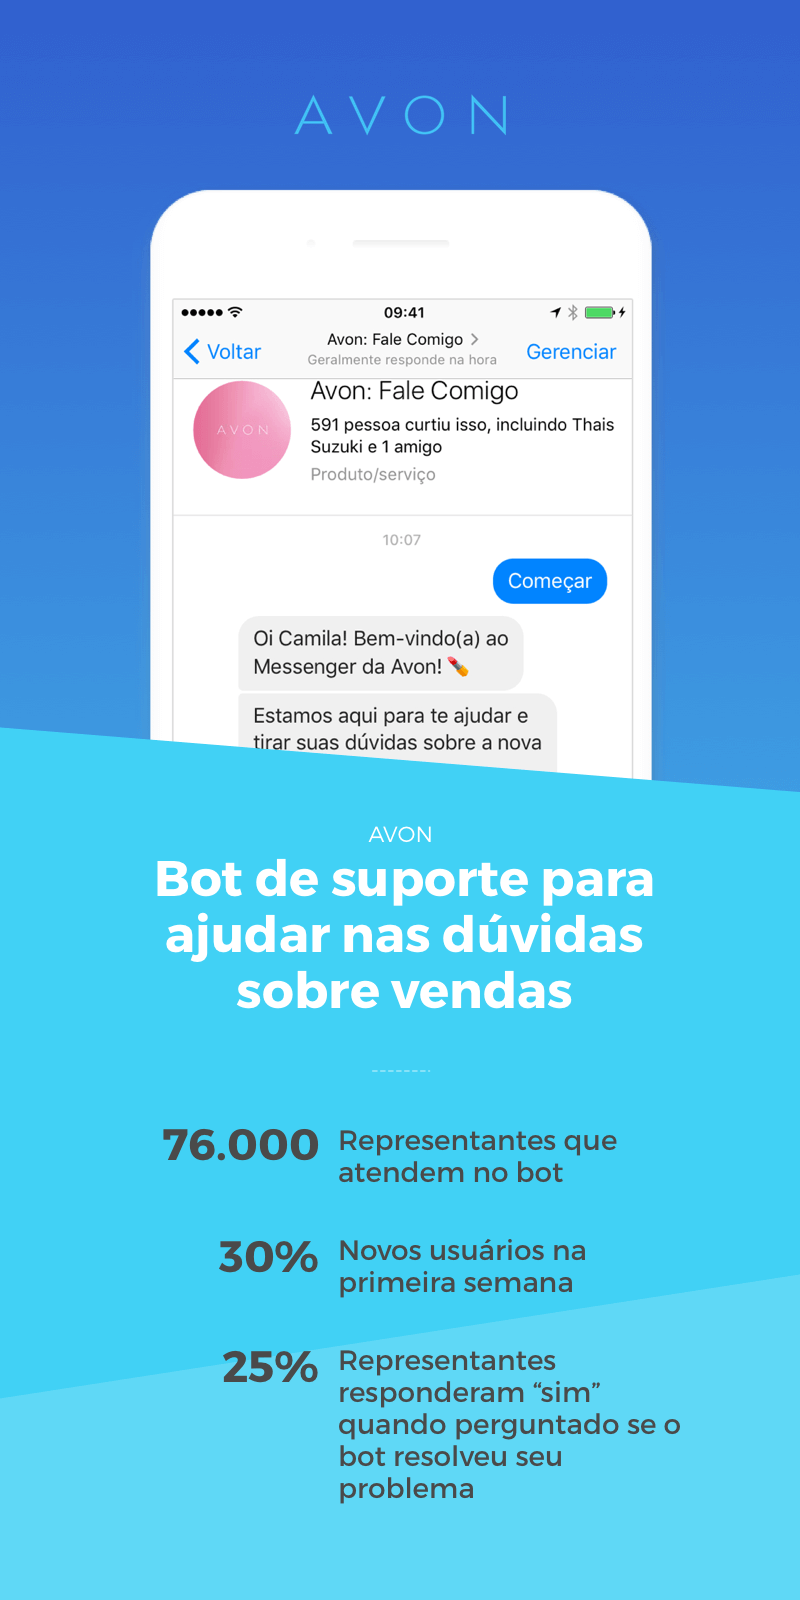 AVON
09:41
Voltar
Avon: Fale Comigo
Geralmente responde na hora
Gerenciar
AVON
Avon: Fale Comigo
591 pessoa curtiu isso, incluindo Thais
Suzuki e 1 amigo
Produto/serviço
10:07
Começar
Oi Camila! Bem-vindo(a) ao
Messenger da Avon! 💄
Estamos aqui para te ajudar e
tirar suas dúvidas sobre a nova
AVON
Bot de suporte para
ajudar nas dúvidas
sobre vendas
76.000
Representantes que
atendem no bot
30%
Novos usuários na
primeira semana
25%
Representantes
responderam “sim”
quando perguntado se o
bot resolveu seu
problema